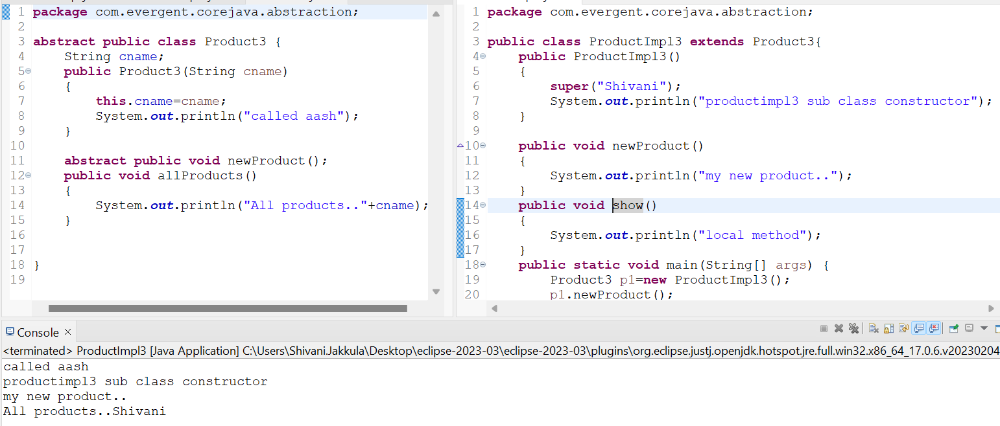 1 package com.evergent.corejava.abstraction;
2
3 abstract public class Product3 {
4     String cname;
5     public Product3(String cname)
6     {
7         this.cname=cname;
8         System.out.println("called aash");
9     }
10
11     abstract public void newProduct();
12     public void allProducts()
13     {
14         System.out.println("All products.."+cname);
15     }
16
17
18 }
19
1 package com.evergent.corejava.abstraction;
2
3 public class ProductImpl3 extends Product3{
4     public ProductImpl3()
5     {
6         super("Shivani");
7         System.out.println("productimpl3 sub class constructor");
8     }
9
10     public void newProduct()
11     {
12         System.out.println("my new product..");
13     }
14     public void show()
15     {
16         System.out.println("local method");
17     }
18     public static void main(String[] args) {
19         Product3 p1=new ProductImpl3();
20         p1.newProduct();
Console
<terminated> ProductImpl3 [Java Application] C:\Users\Shivani.Jakkula\Desktop\eclipse-2023-03\eclipse-2023-03\plugins\org.eclipse.justj.openjdk.hotspot.jre.full.win32.x86_64_17.0.6.v20230204
called aash
productimpl3 sub class constructor
my new product..
All products..Shivani